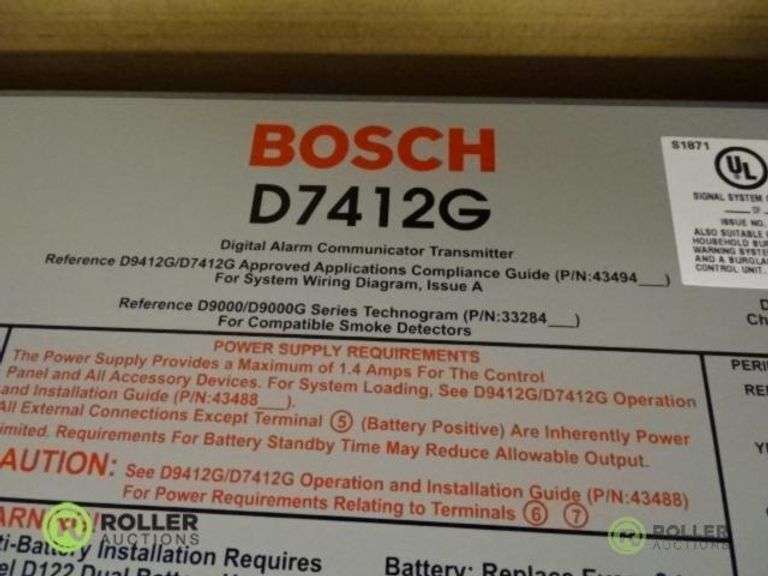 BOSCH
D7412G
Digital Alarm Communicator Transmitter
Reference D9412G/D7412G Approved Applications Compliance Guide (P/N:43494___)
For System Wiring Diagram, Issue A
Reference D9000/D9000G Series Technogram (P/N:33284___)
For Compatible Smoke Detectors
S1871
UL
SIGNAL SYSTEM
ISSUE NO.
ALSO SUITABLE
HOUSEHOLD
WARNING
AND A
CONTROL UNIT.
POWER SUPPLY REQUIREMENTS
The Power Supply Provides a Maximum of 1.4 Amps For The Control
Panel and All Accessory Devices. For System Loading, See D9412G/D7412G Operation
and Installation Guide (P/N:43488___).
All External Connections Except Terminal 5 (Battery Positive) Are Inherently Power
imited. Requirements For Battery Standby Time May Reduce Allowable Output.
AUTION: See D9412G/D7412G Operation and Installation Guide (P/N:43488)
For Power Requirements Relating to Terminals 6 7
ti-Battery Installation Requires
el D122 Dual Battery
Battery: Replace
ROLLER
AUCTIONS
ROLLER
AUCTIONS